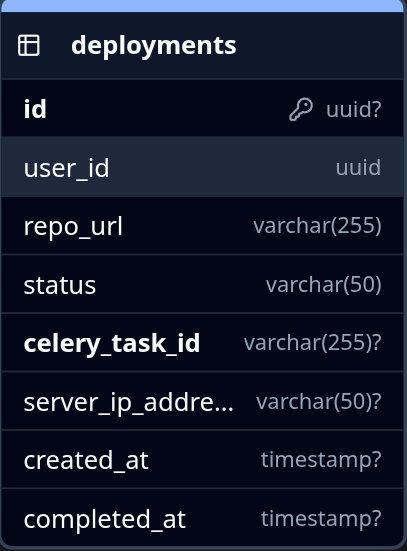 deployments
id uuid?
user_id uuid
repo_url varchar(255)
status varchar(50)
celery_task_id varchar(255)?
server_ip_addre... varchar(50)?
created_at timestamp?
completed_at timestamp?